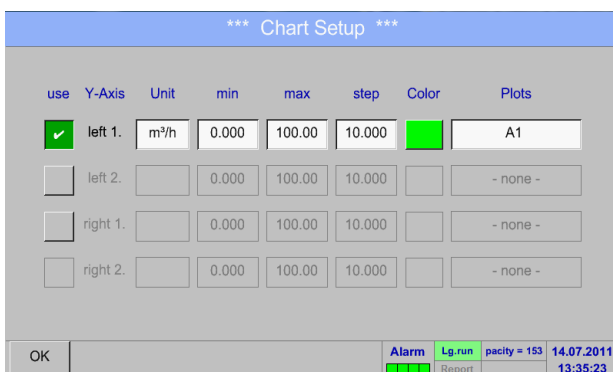 *** Chart Setup ***
use Y-Axis Unit min max step Color Plots
left 1. m³/h 0.000 100.00 10.000 A1
left 2. 0.000 100.00 10.000 - none -
right 1. 0.000 100.00 10.000 - none -
right 2. 0.000 100.00 10.000 - none -
OK Alarm Lg.run pacity = 153 14.07.2011
Report 13:35:23